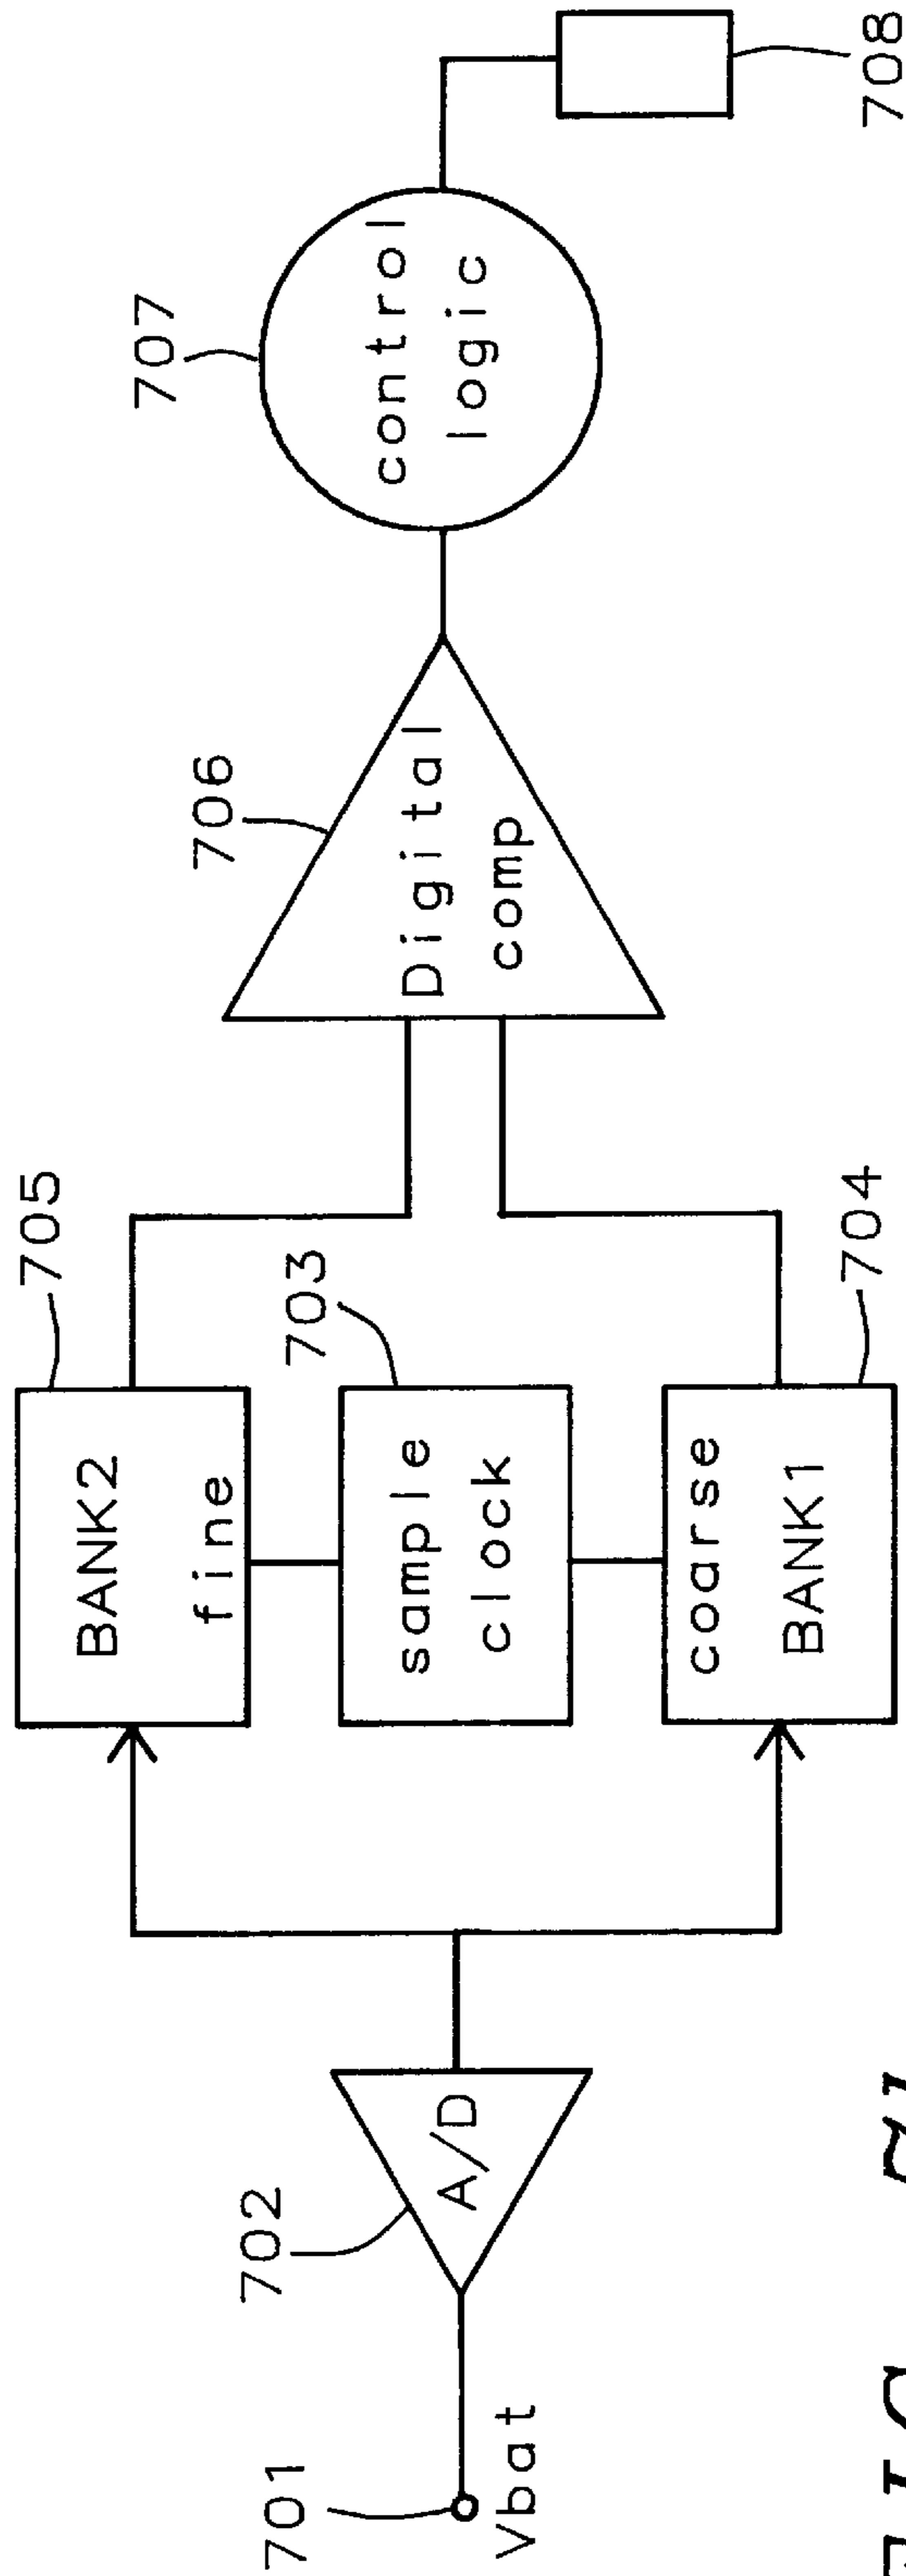 705
BANK2
fine
707
706
703
sample
clock
Digital
comp
control
logic
702
A/D
701
Vbat
coarse
BANK1
704
708